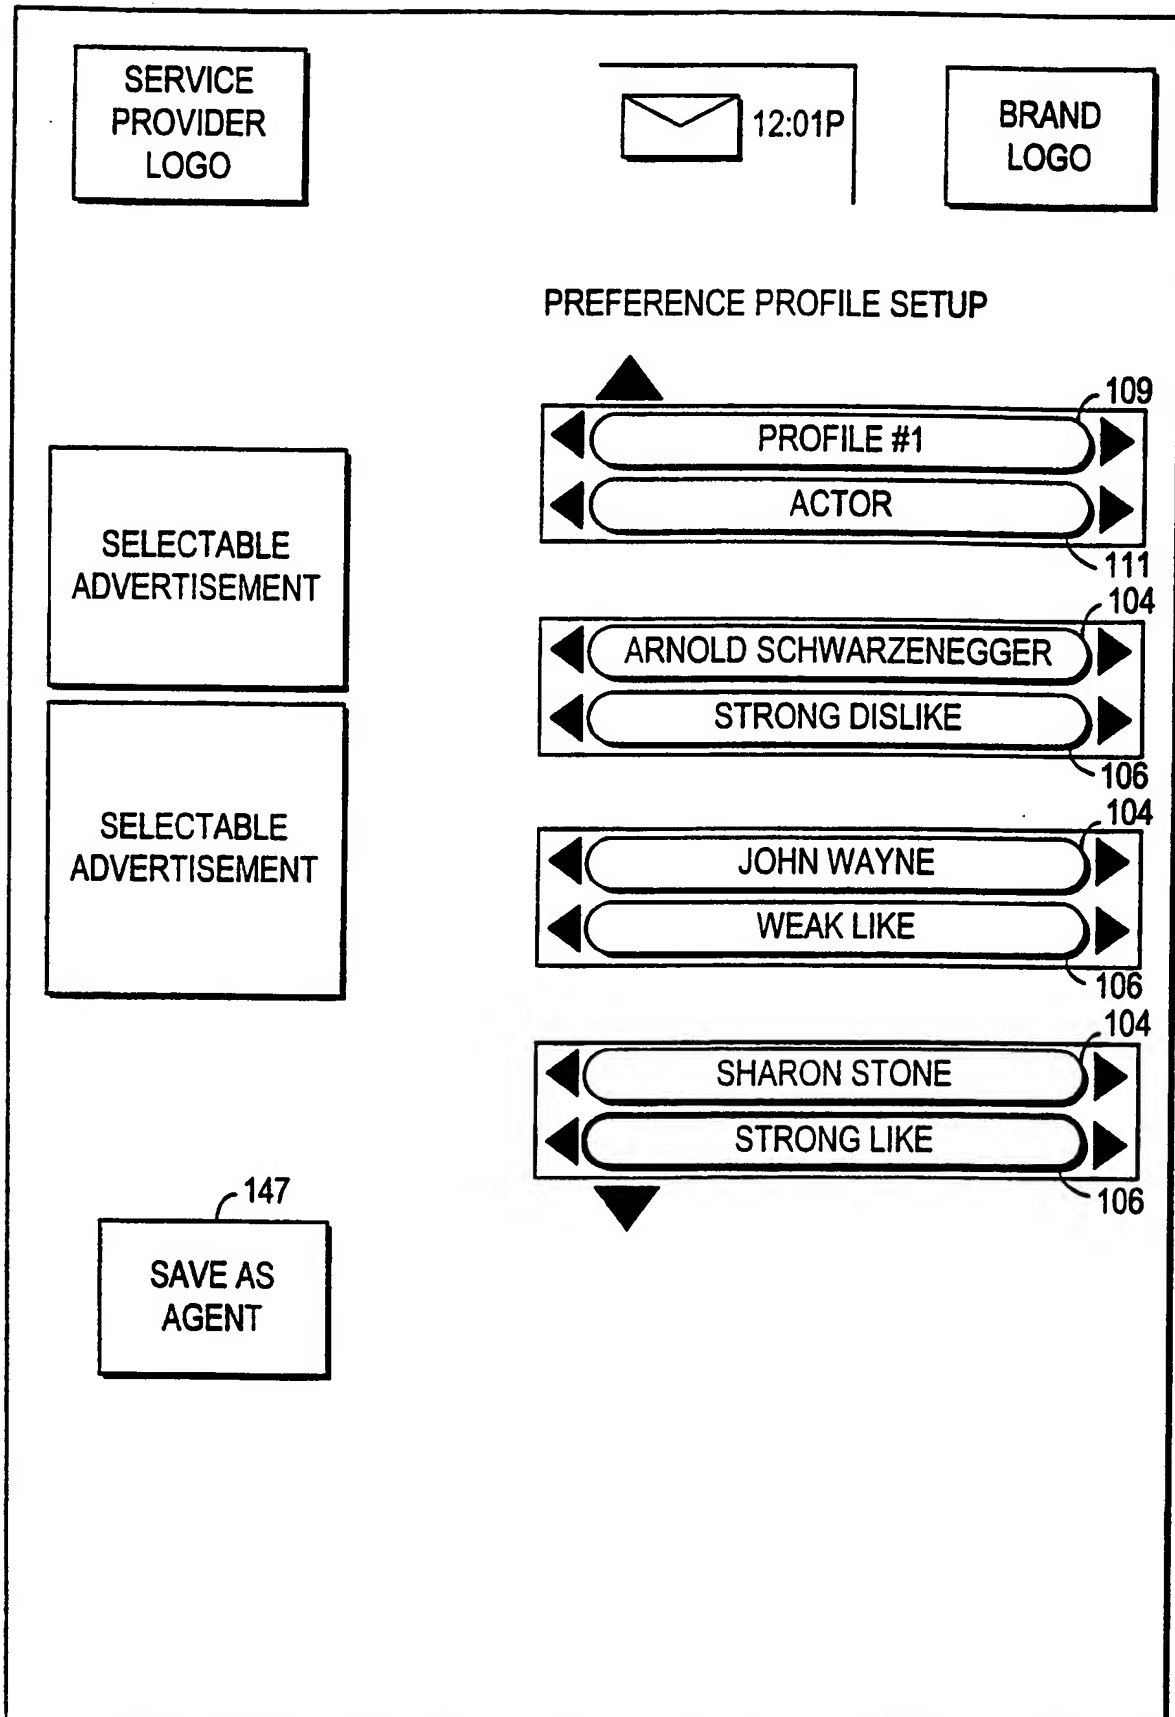 SERVICE
PROVIDER
LOGO
12:01P
BRAND
LOGO
PREFERENCE PROFILE SETUP
109
PROFILE #1
ACTOR
111
SELECTABLE
ADVERTISEMENT
104
ARNOLD SCHWARZENEGGER
STRONG DISLIKE
106
SELECTABLE
ADVERTISEMENT
104
JOHN WAYNE
WEAK LIKE
106
104
SHARON STONE
STRONG LIKE
106
147
SAVE AS
AGENT